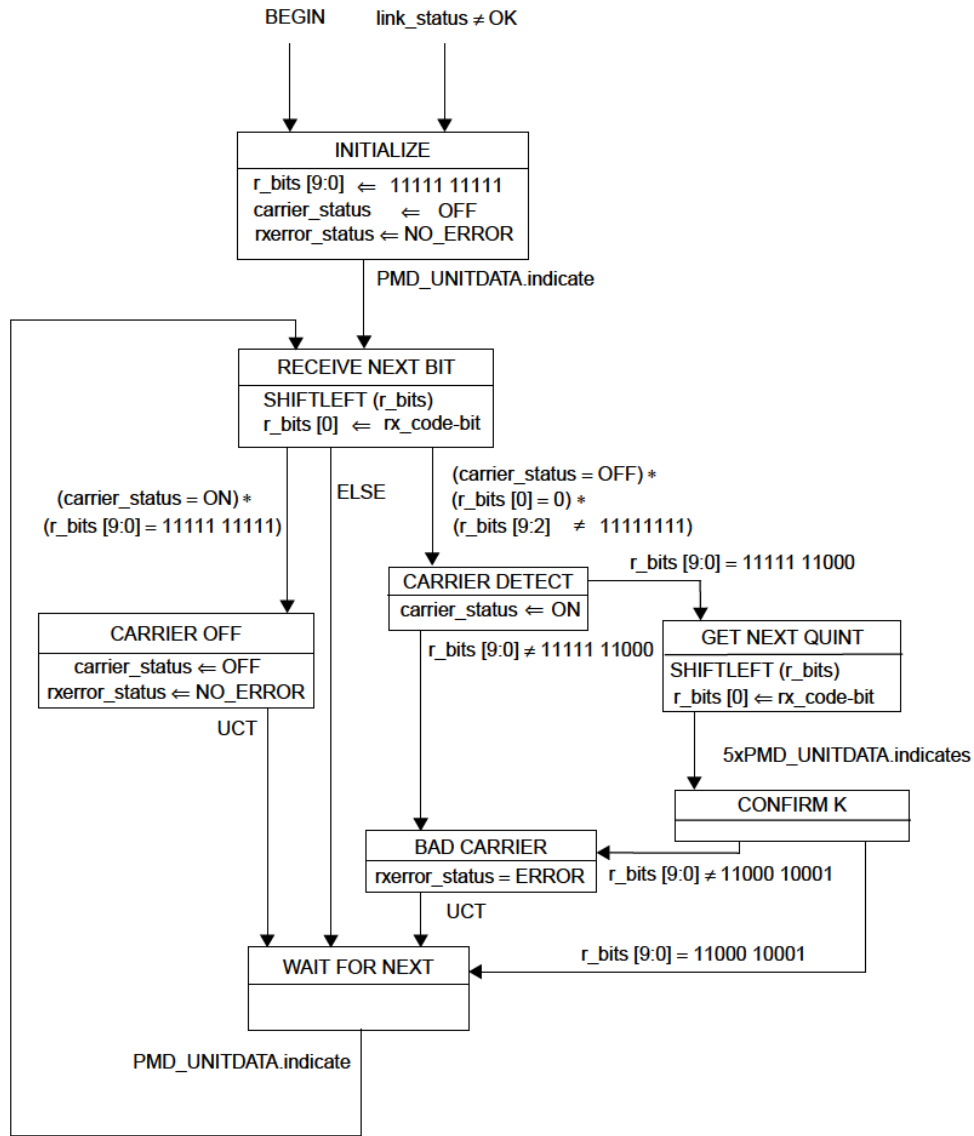 BEGIN
link_status ≠ OK
INITIALIZE
r_bits [9:0] ⇐ 11111 11111
carrier_status ⇐ OFF
rxerror_status ⇐ NO_ERROR
PMD_UNITDATA.indicate
RECEIVE NEXT BIT
SHIFTLEFT (r_bits)
r_bits [0] ⇐ rx_code-bit
(carrier_status = ON) *
(r_bits [9:0] = 11111 11111)
ELSE
(carrier_status = OFF) *
(r_bits [0] = 0) *
(r_bits [9:2] ≠ 11111111)
r_bits [9:0] = 11111 11000
CARRIER DETECT
carrier_status ⇐ ON
r_bits [9:0] ≠ 11111 11000
CARRIER OFF
carrier_status ⇐ OFF
rxerror_status ⇐ NO_ERROR
UCT
GET NEXT QUINT
SHIFTLEFT (r_bits)
r_bits [0] ⇐ rx_code-bit
5xPMD_UNITDATA.indicates
CONFIRM K
BAD CARRIER
rxerror_status = ERROR
r_bits [9:0] ≠ 11000 10001
UCT
r_bits [9:0] = 11000 10001
WAIT FOR NEXT
PMD_UNITDATA.indicate